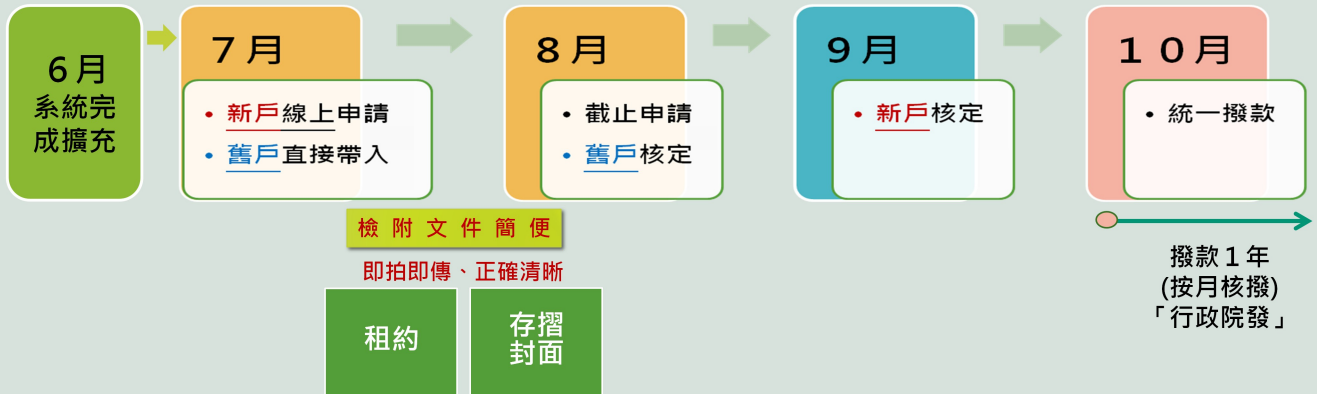 6月
系統完
成擴充
7月
• 新戶線上申請
• 舊戶直接帶入
8月
• 截止申請
• 舊戶核定
9月
• 新戶核定
10月
• 統一撥款
檢附文件簡便
即拍即傳、正確清晰
租約
存摺
封面
撥款1年
(按月核撥)
「行政院發」